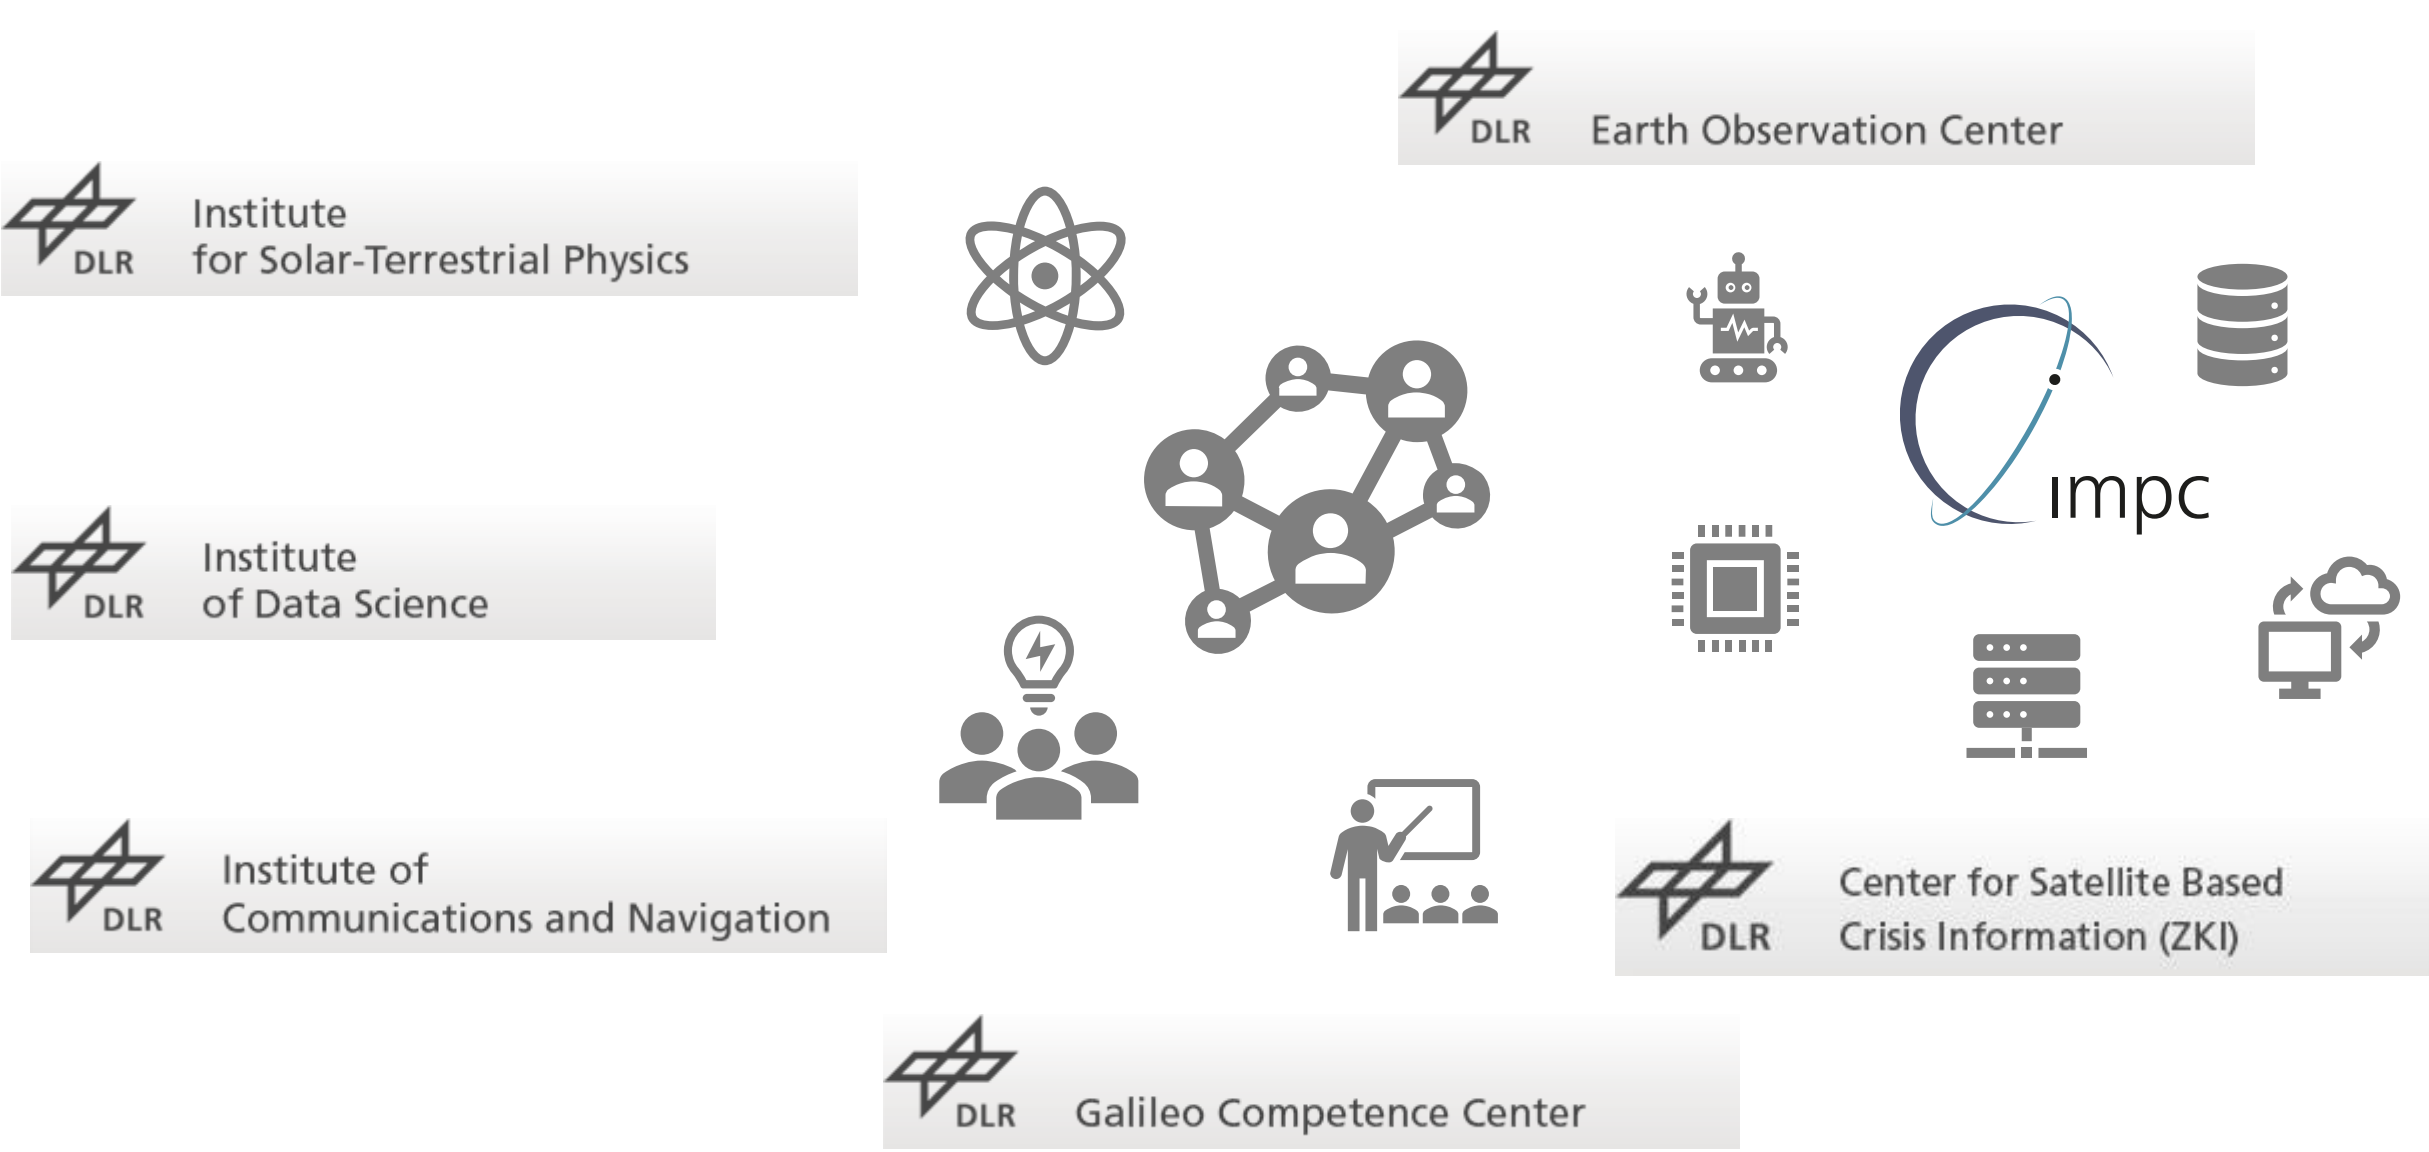 DLR
Earth Observation Center
DLR
Institute
for Solar-Terrestrial Physics
impc
DLR
Institute
of Data Science
DLR
Institute of
Communications and Navigation
DLR
Center for Satellite Based
Crisis Information (ZKI)
DLR
Galileo Competence Center